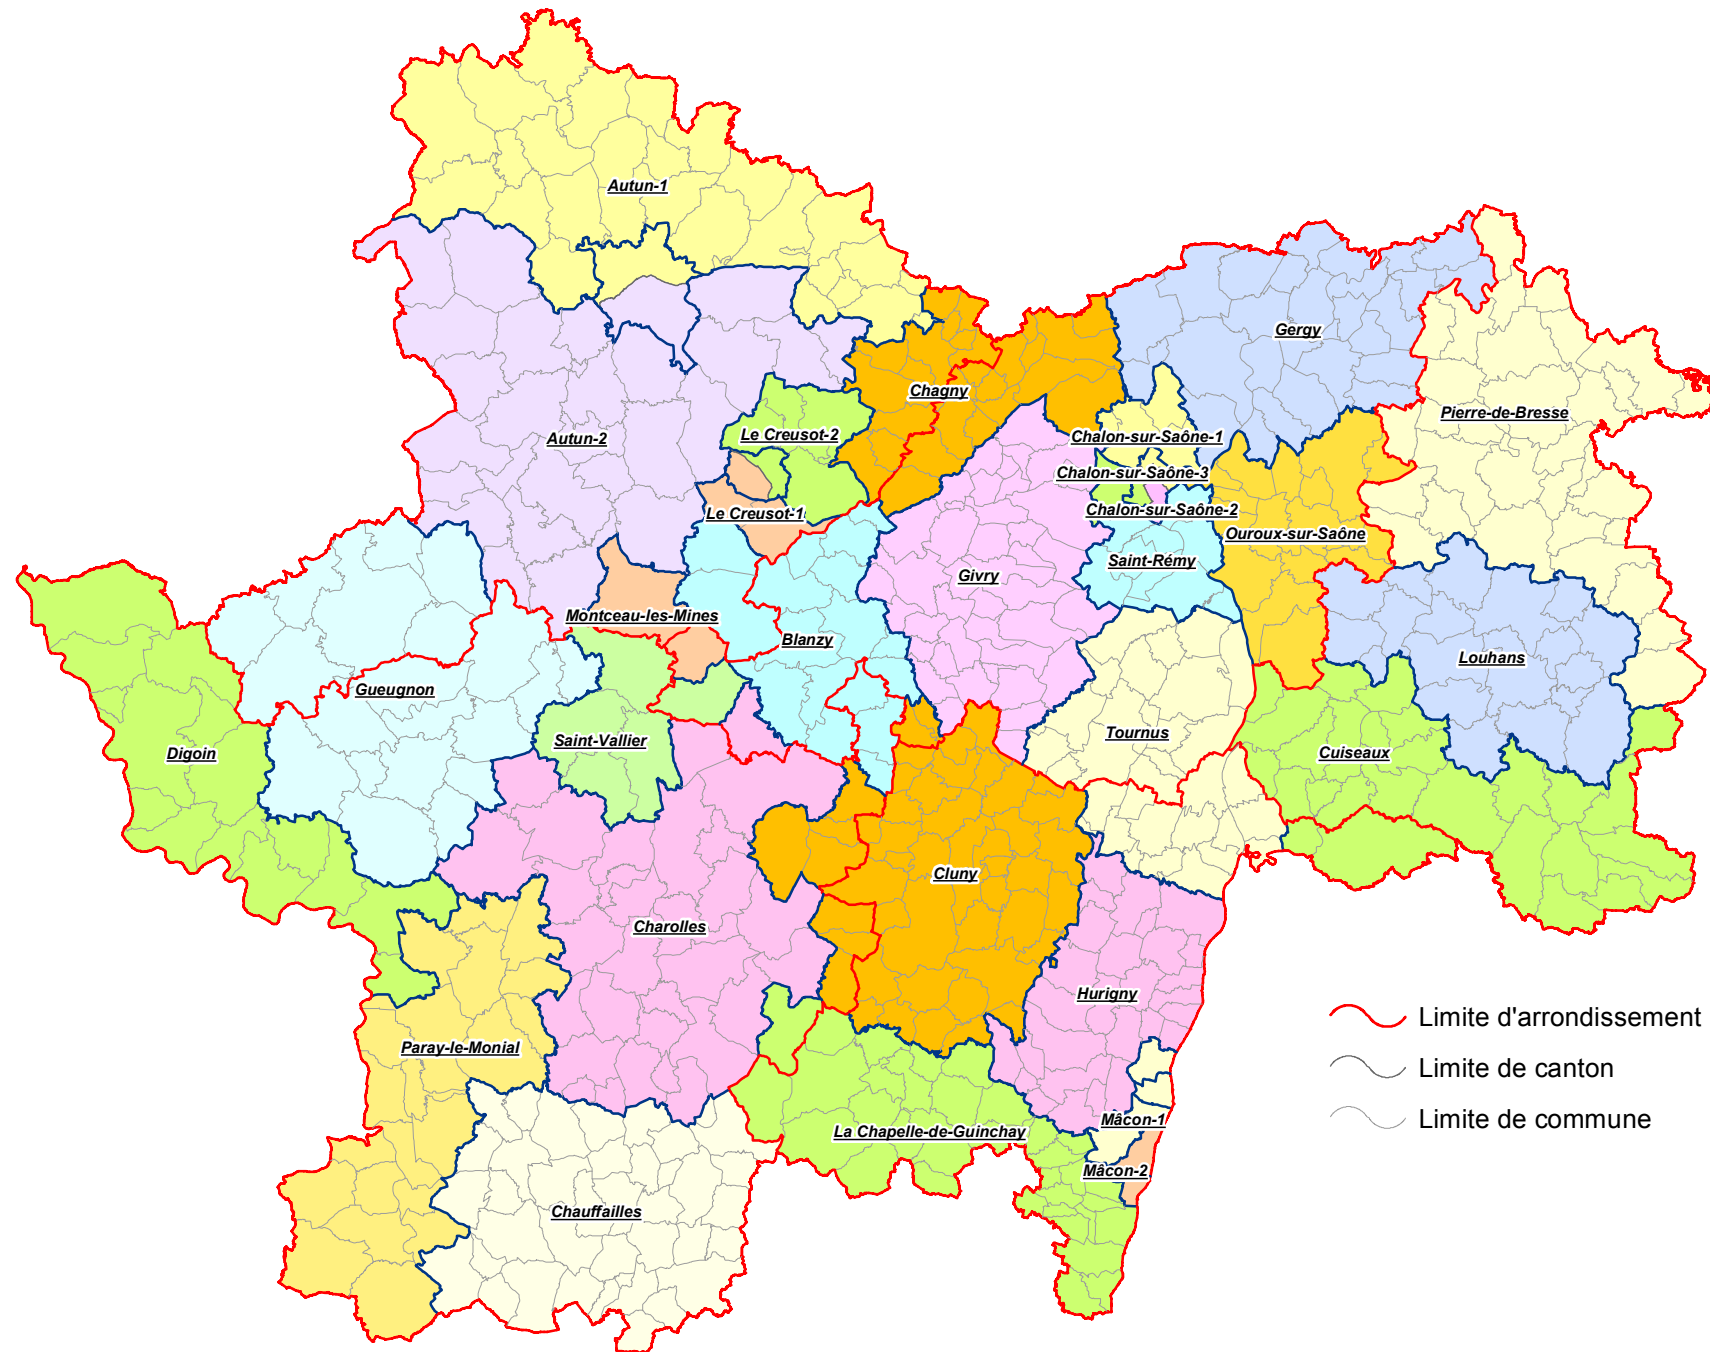 Autun-1
Gergy
Chagny
Pierre-de-Bresse
Autun-2
Le Creusot-2
Chalon-sur-Saône-1
Chalon-sur-Saône-3
Le Creusot-1
Chalon-sur-Saône-2
Ouroux-sur-Saône
Saint-Rémy
Givry
Montceau-les-Mines
Blanzy
Louhans
Gueugnon
Tournus
Saint-Vallier
Digoin
Cuiseaux
Cluny
Charolles
Hurigny
Limite d'arrondissement
Paray-le-Monial
Limite de canton
Mâcon-1
Limite de commune
La Chapelle-de-Guinchay
Mâcon-2
Chauffailles